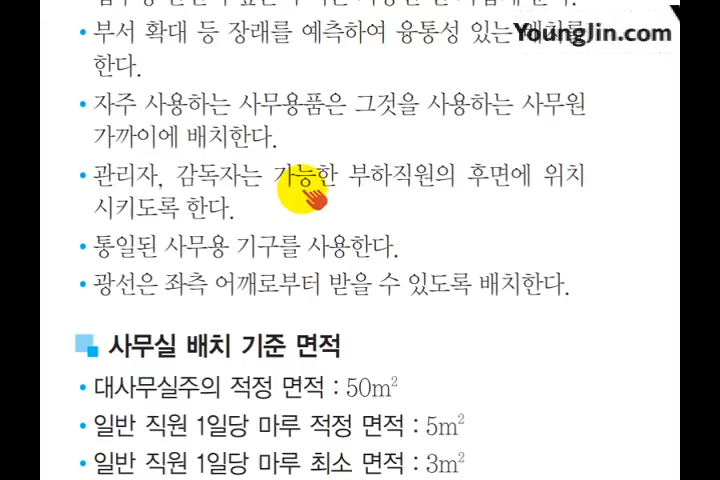 YoungJin.com
• 부서 확대 등 장래를 예측하여 융통성 있는 배치를
한다.
• 자주 사용하는 사무용품은 그것을 사용하는 사무원
가까이에 배치한다.
• 관리자, 감독자는 가능한 부하직원의 후면에 위치
시키도록 한다.
• 통일된 사무용 기구를 사용한다.
• 광선은 좌측 어깨로부터 받을 수 있도록 배치한다.
사무실 배치 기준 면적
• 대사무실주의 적정 면적 : 50m²
• 일반 직원 1일당 마루 적정 면적 : 5m²
• 일반 직원 1일당 마루 최소 면적 : 3m²